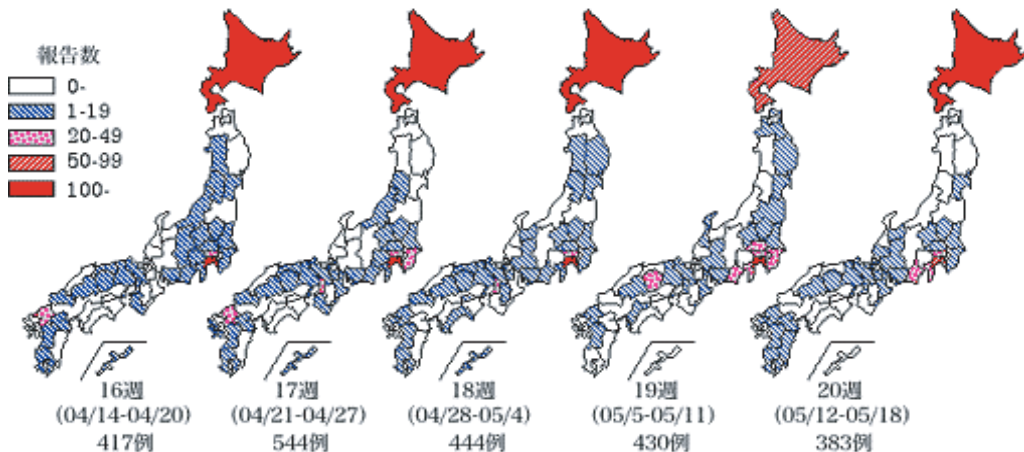 報告数
0-
1-19
20-49
50-99
100-
16週
(04/14-04/20)
417例
17週
(04/21-04/27)
544例
18週
(04/28-05/4)
444例
19週
(05/5-05/11)
430例
20週
(05/12-05/18)
383例